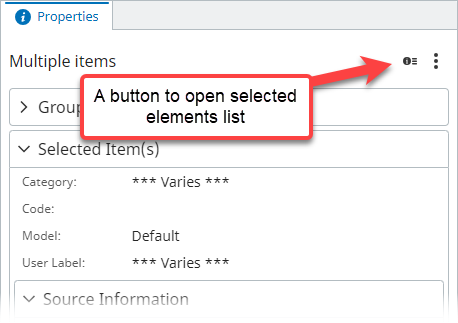 Properties
Multiple items
Group
A button to open selected
elements list
Selected Item(s)
Category: *** Varies ***
Code:
Model: Default
User Label: *** Varies ***
Source Information